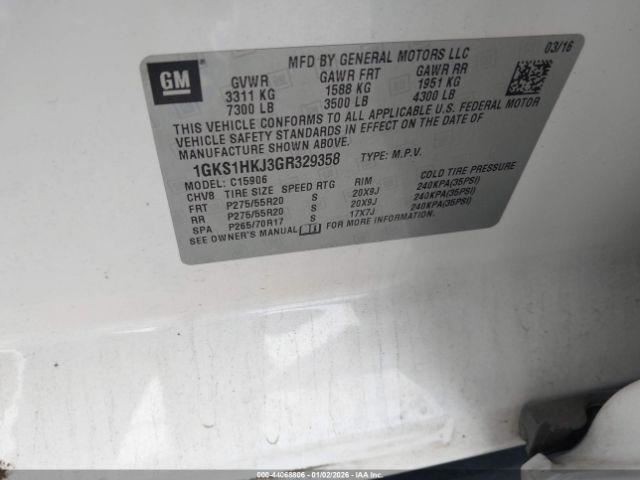 GM
MFD BY GENERAL MOTORS LLC
03/16
GVWR GAWR FRT GAWR RR
3311 KG 1588 KG 1951 KG
7300 LB 3500 LB 4300 LB
THIS VEHICLE CONFORMS TO ALL APPLICABLE U.S. FEDERAL MOTOR
VEHICLE SAFETY STANDARDS IN EFFECT ON THE DATE OF
MANUFACTURE SHOWN ABOVE.
1GKS1HKJ3GR329358 TYPE: M.P.V.
MODEL: C15906
CHV8 TIRE SIZE SPEED RTG RIM COLD TIRE PRESSURE
FRT P275/55R20 S 20X9J 240KPA(35PSI)
RR P275/55R20 S 20X9J 240KPA(35PSI)
SPA P265/70R17 S 17X7J 240KPA(35PSI)
SEE OWNER'S MANUAL FOR MORE INFORMATION.
000-44068806 - 01/02/2026 - IAAI.COM - COPART